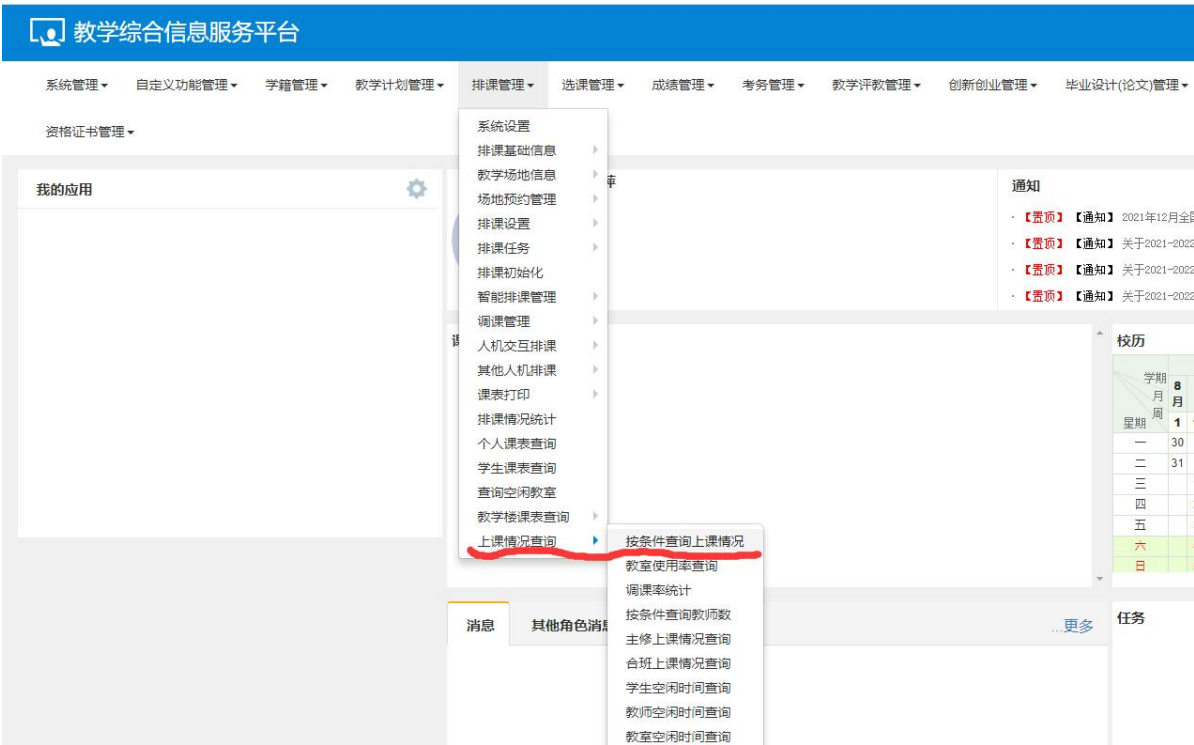 教学综合信息服务平台
系统管理 自定义功能管理 学籍管理 教学计划管理 排课管理 选课管理 成绩管理 考务管理 教学评教管理 创新创业管理 毕业设计(论文)管理
资格证书管理
我的应用
系统设置
排课基础信息
教学场地信息
场地预约管理
排课设置
排课任务
排课初始化
智能排课管理
调课管理
人机交互排课
其他人机排课
课表打印
排课情况统计
个人课表查询
学生课表查询
查询空闲教室
教学楼课表查询
上课情况查询
按条件查询上课情况
教室使用率查询
调课率统计
按条件查询教师数
主修上课情况查询
合班上课情况查询
学生空闲时间查询
教师空闲时间查询
教室空闲时间查询
通知
· 【置顶】 【通知】 2021年12月全
· 【置顶】 【通知】 关于2021-2022
· 【置顶】 【通知】 关于2021-2022
· 【置顶】 【通知】 关于2021-2022
校历
学期
月
周
星期
8
月
1
一 30
二 31
三
四
五
六
日
消息 其他角色消
...更多
任务